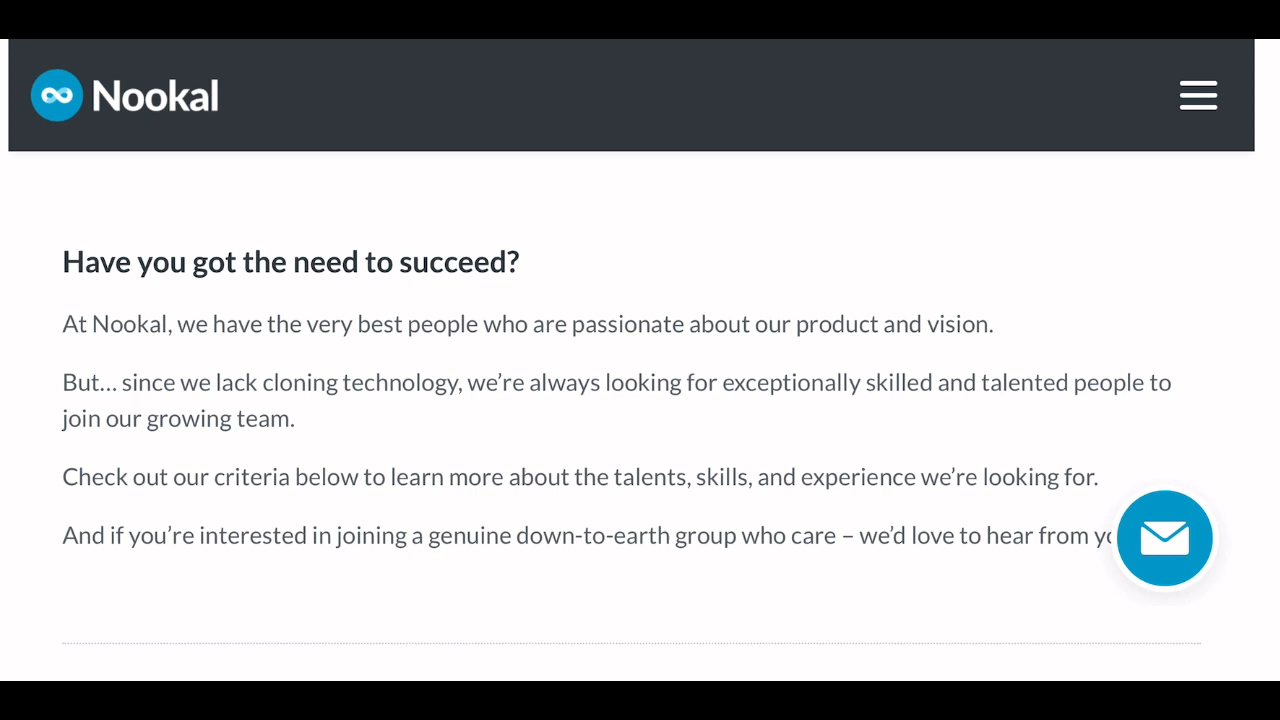 Nookal
Have you got the need to succeed?
At Nookal, we have the very best people who are passionate about our product and vision.
But... since we lack cloning technology, we're always looking for exceptionally skilled and talented people to
join our growing team.
Check out our criteria below to learn more about the talents, skills, and experience we're looking for.
And if you're interested in joining a genuine down-to-earth group who care – we'd love to hear from